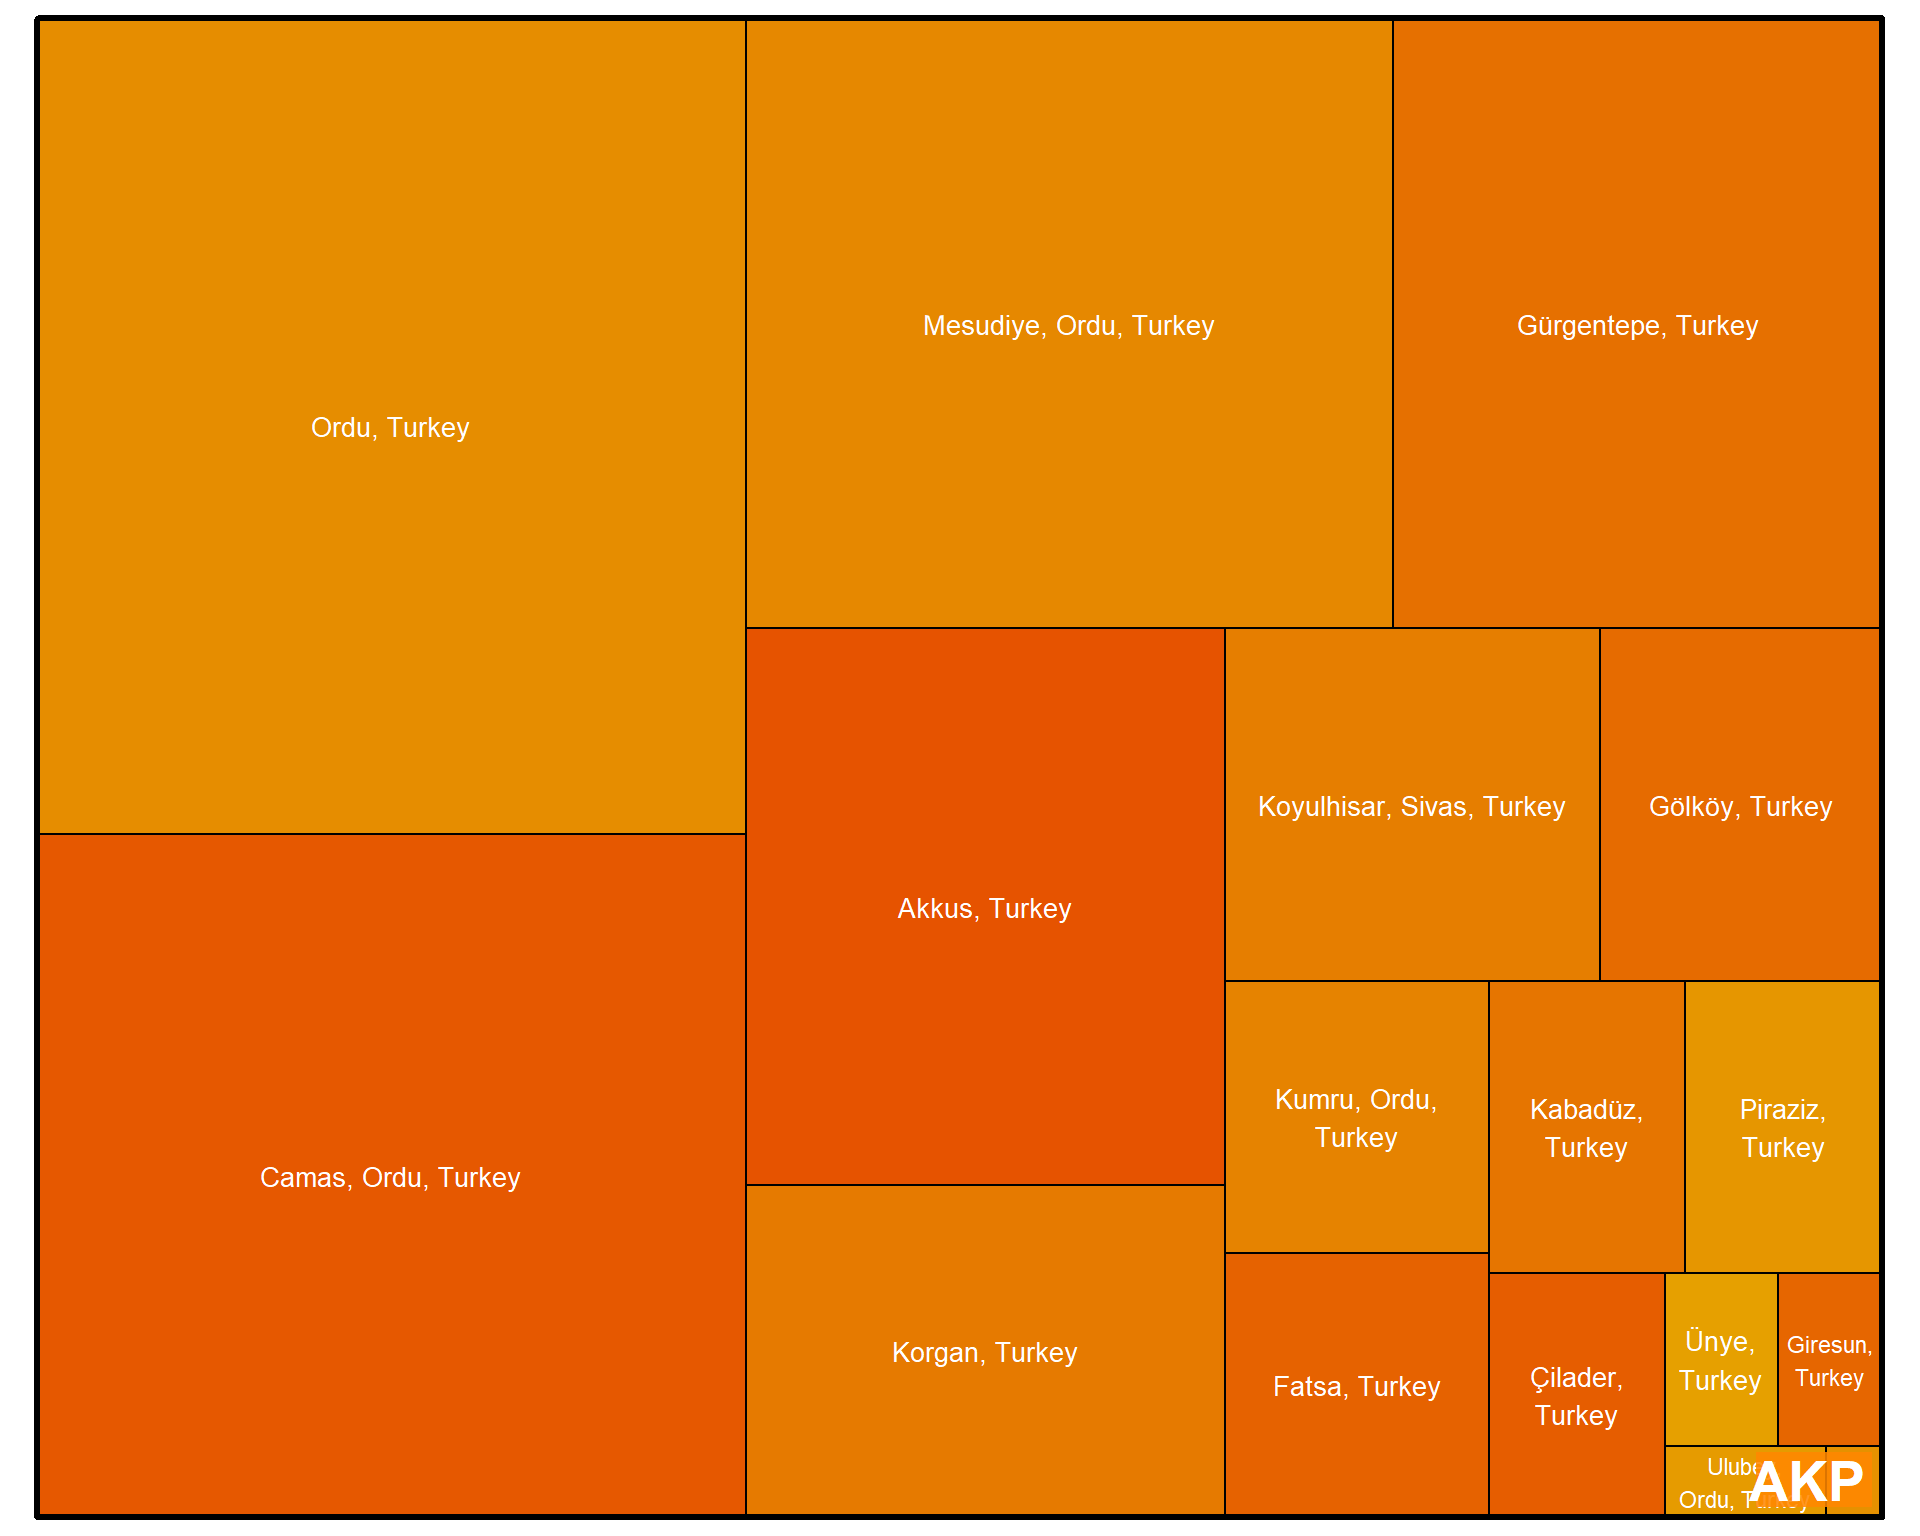 Ordu, Turkey
Mesudiye, Ordu, Turkey
Gürgentepe, Turkey
Camas, Ordu, Turkey
Akkus, Turkey
Korgan, Turkey
Koyulhisar, Sivas, Turkey
Gölköy, Turkey
Kumru, Ordu,
Turkey
Kabadüz,
Turkey
Piraziz,
Turkey
Fatsa, Turkey
Çilader,
Turkey
Ünye,
Turkey
Giresun,
Turkey
Ordu, Turkey
AKP